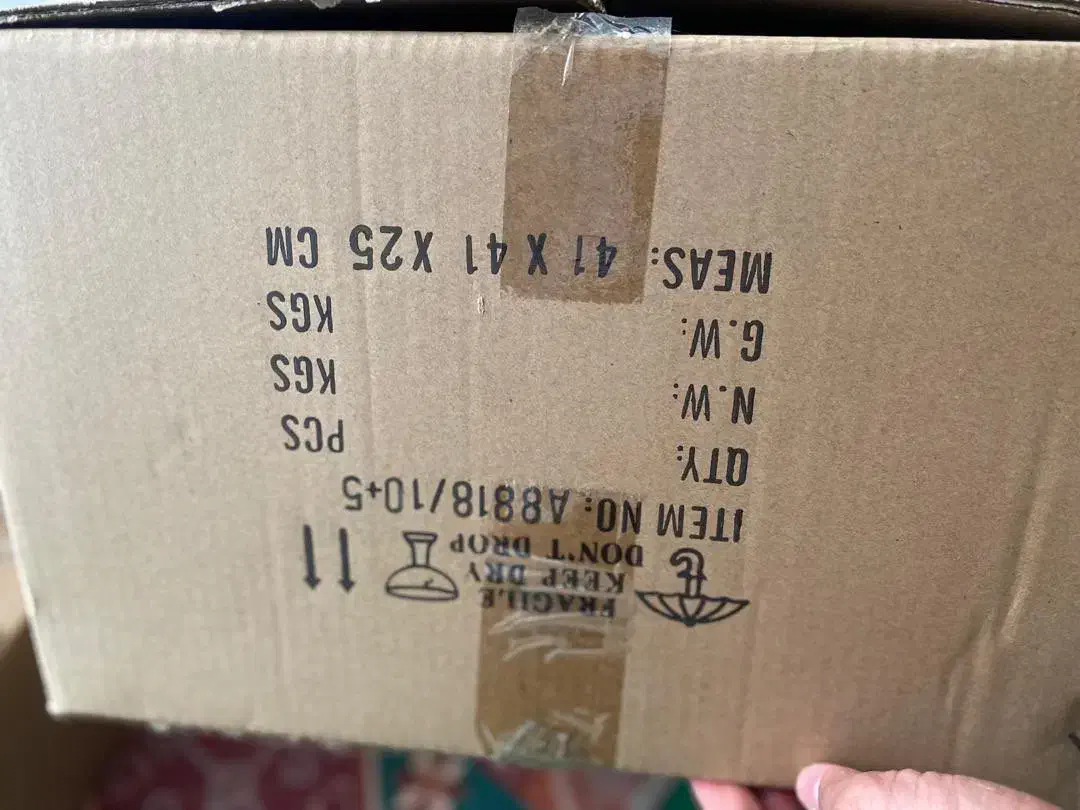 FRAGILE
KEEP DRY
DON'T DROP
ITEM NO: A8818/10+5
QTY: PCS
N.W: KGS
G.W: KGS
MEAS: 41 X 41 X25 CM